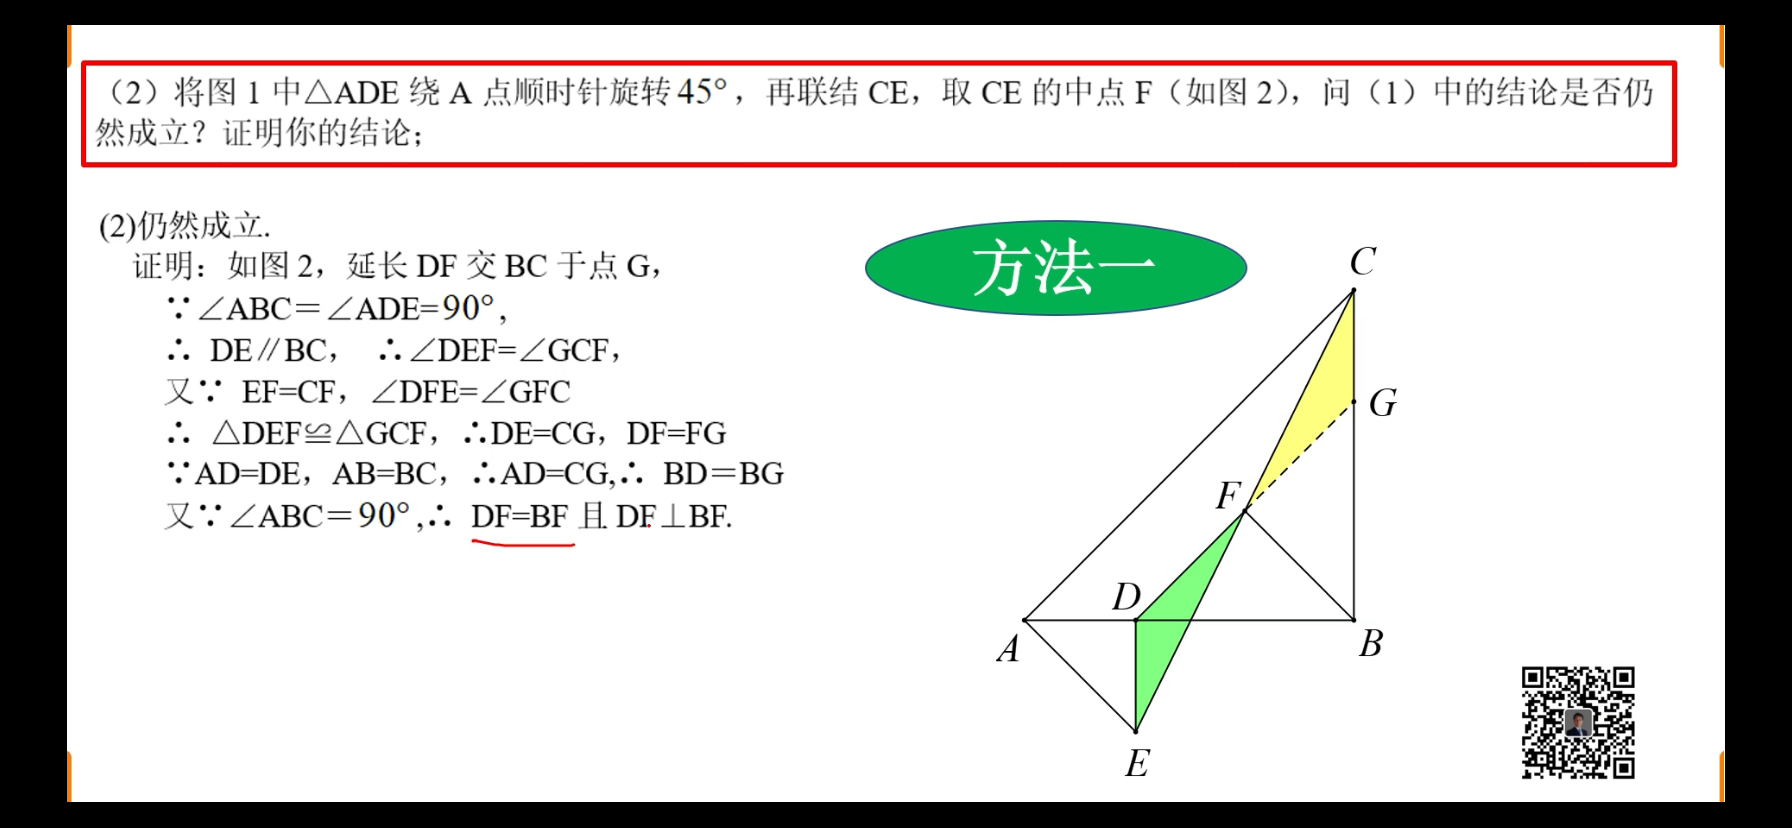 （2）将图 1 中△ADE 绕 A 点顺时针旋转 45°，再联结 CE，取 CE 的中点 F（如图 2），问（1）中的结论是否仍
然成立？证明你的结论；
(2)仍然成立.
证明：如图 2，延长 DF 交 BC 于点 G，
∵∠ABC＝∠ADE=90°，
∴ DE∥BC， ∴∠DEF=∠GCF，
又∵ EF=CF，∠DFE=∠GFC
∴ △DEF≌△GCF，∴DE=CG，DF=FG
∵AD=DE，AB=BC，∴AD=CG,∴ BD＝BG
又∵∠ABC＝90°,∴ DF=BF 且 DF⊥BF.
方法一
C
G
F
D
A
B
E